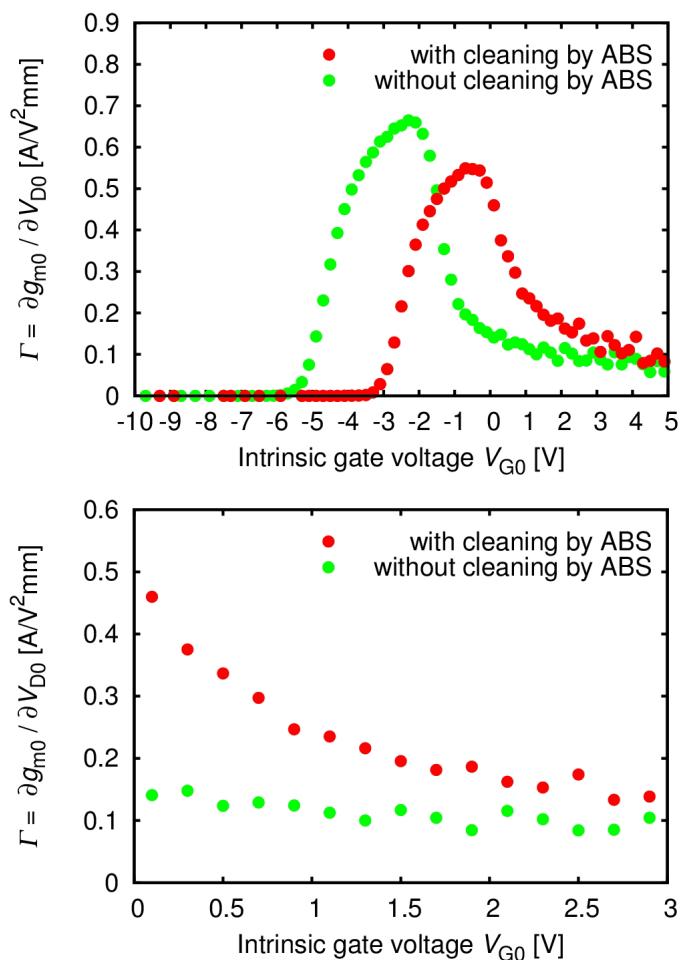 0.9
0.8
0.7
0.6
0.5
0.4
0.3
0.2
0.1
0
with cleaning by ABS
without cleaning by ABS
Γ = ∂gm0 / ∂VD0 [A/V²mm]
-10 -9 -8 -7 -6 -5 -4 -3 -2 -1 0 1 2 3 4 5
Intrinsic gate voltage VG0 [V]
0.6
0.5
0.4
0.3
0.2
0.1
0
with cleaning by ABS
without cleaning by ABS
Γ = ∂gm0 / ∂VD0 [A/V²mm]
0 0.5 1 1.5 2 2.5 3
Intrinsic gate voltage VG0 [V]